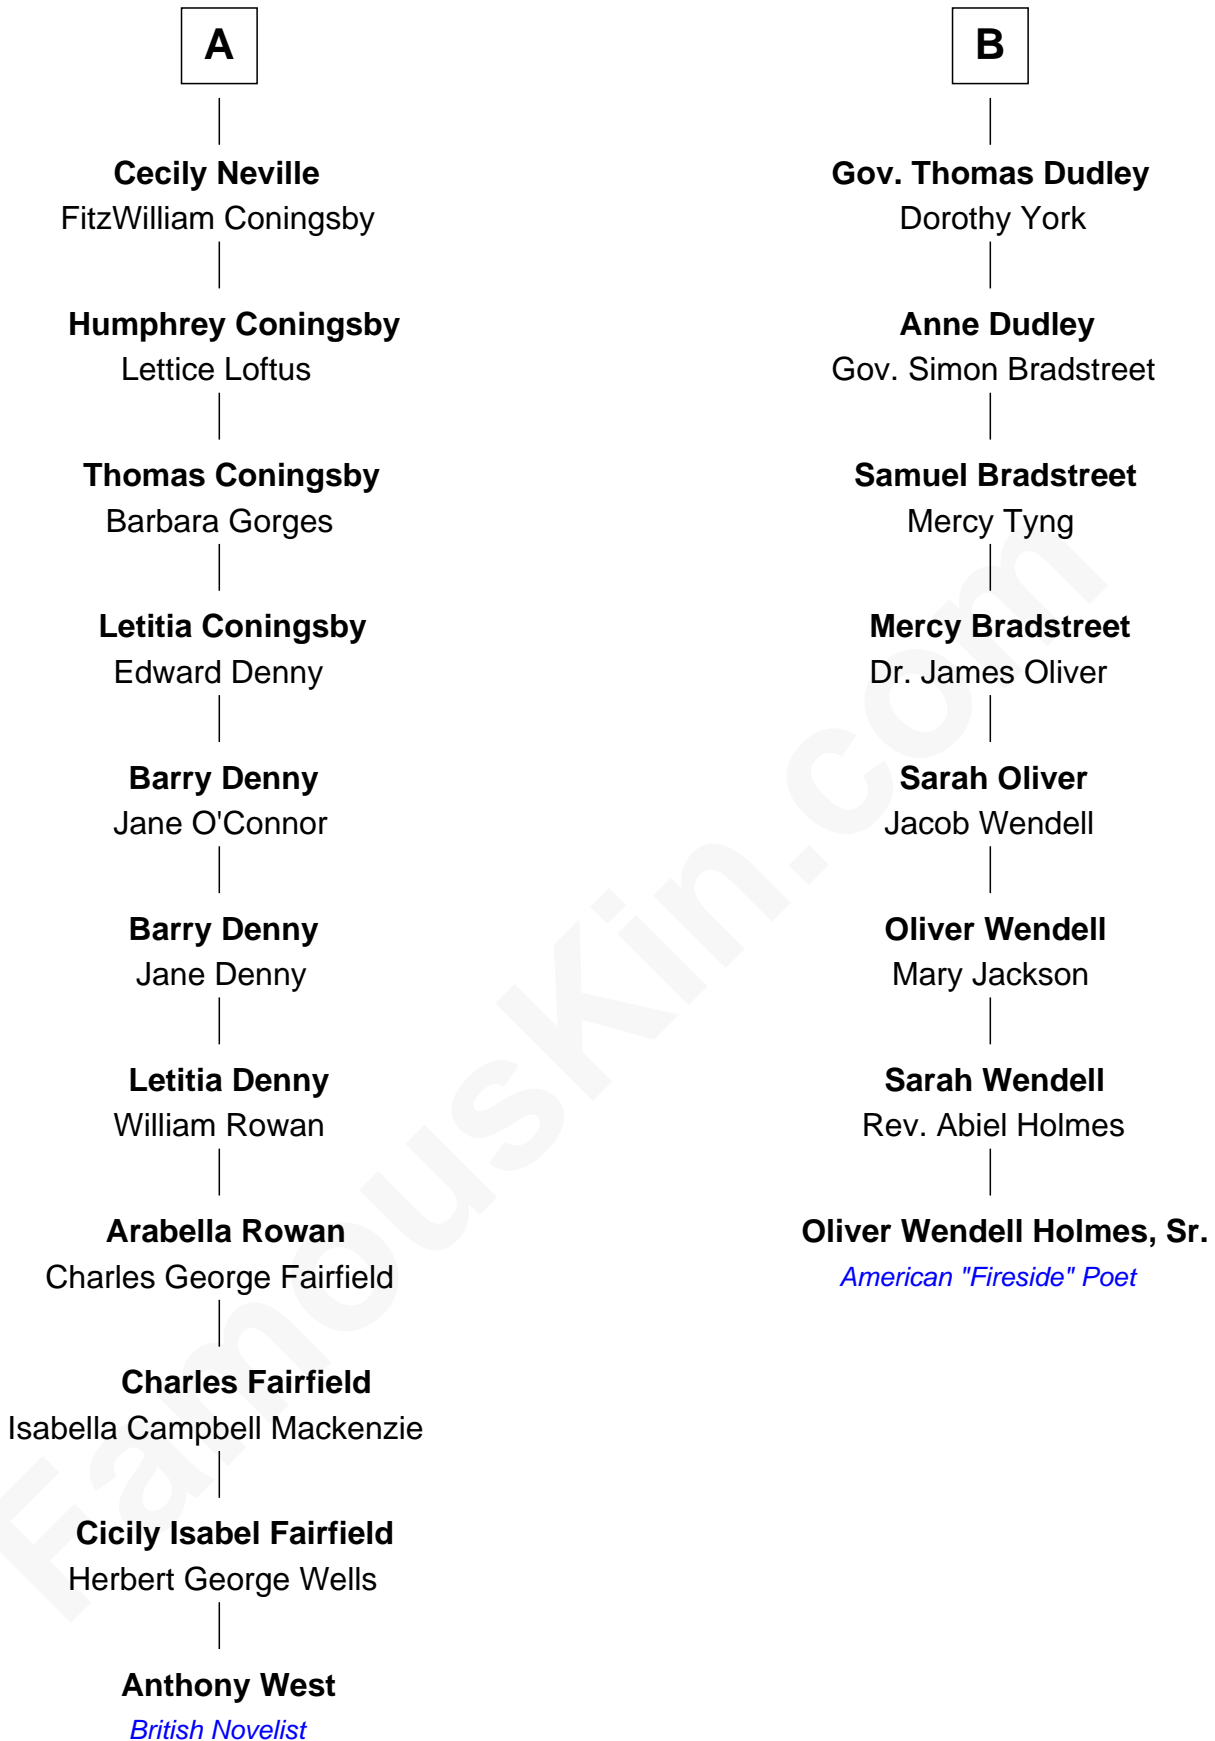 A
Cecily Neville
FitzWilliam Coningsby
Humphrey Coningsby
Lettice Loftus
Thomas Coningsby
Barbara Gorges
Letitia Coningsby
Edward Denny
Barry Denny
Jane O'Connor
Barry Denny
Jane Denny
Letitia Denny
William Rowan
Arabella Rowan
Charles George Fairfield
Charles Fairfield
Isabella Campbell Mackenzie
Cicily Isabel Fairfield
Herbert George Wells
Anthony West
British Novelist
B
Gov. Thomas Dudley
Dorothy York
Anne Dudley
Gov. Simon Bradstreet
Samuel Bradstreet
Mercy Tyng
Mercy Bradstreet
Dr. James Oliver
Sarah Oliver
Jacob Wendell
Oliver Wendell
Mary Jackson
Sarah Wendell
Rev. Abiel Holmes
Oliver Wendell Holmes, Sr.
American "Fireside" Poet
FamousKin.com